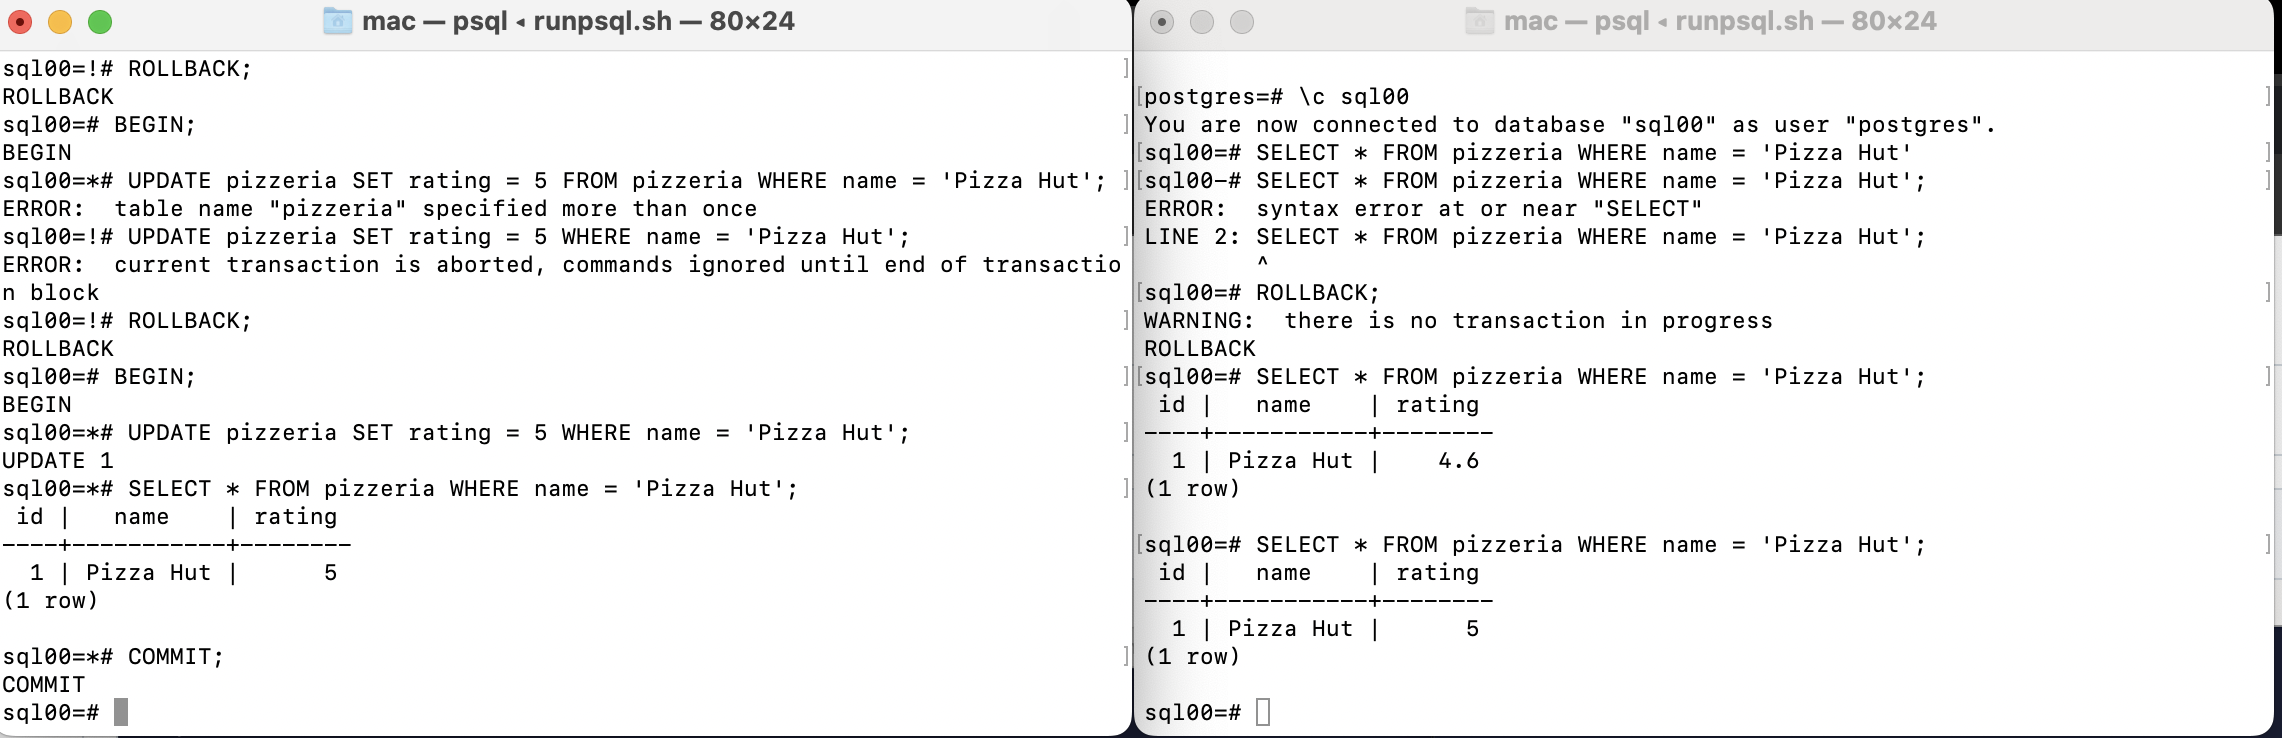 mac — psql ◂ runpsql.sh — 80×24
sql00=!# ROLLBACK;
ROLLBACK
sql00=# BEGIN;
BEGIN
sql00=*# UPDATE pizzeria SET rating = 5 FROM pizzeria WHERE name = 'Pizza Hut';
ERROR:  table name "pizzeria" specified more than once
sql00=!# UPDATE pizzeria SET rating = 5 WHERE name = 'Pizza Hut';
ERROR:  current transaction is aborted, commands ignored until end of transactio
n block
sql00=!# ROLLBACK;
ROLLBACK
sql00=# BEGIN;
BEGIN
sql00=*# UPDATE pizzeria SET rating = 5 WHERE name = 'Pizza Hut';
UPDATE 1
sql00=*# SELECT * FROM pizzeria WHERE name = 'Pizza Hut';
 id |   name    | rating
----+-----------+--------
  1 | Pizza Hut |      5
(1 row)
sql00=*# COMMIT;
COMMIT
sql00=#
mac — psql ◂ runpsql.sh — 80×24
postgres=# \c sql00
You are now connected to database "sql00" as user "postgres".
sql00=# SELECT * FROM pizzeria WHERE name = 'Pizza Hut'
sql00-# SELECT * FROM pizzeria WHERE name = 'Pizza Hut';
ERROR:  syntax error at or near "SELECT"
LINE 2: SELECT * FROM pizzeria WHERE name = 'Pizza Hut';
        ^
sql00=# ROLLBACK;
WARNING:  there is no transaction in progress
ROLLBACK
sql00=# SELECT * FROM pizzeria WHERE name = 'Pizza Hut';
 id |   name    | rating
----+-----------+--------
  1 | Pizza Hut |    4.6
(1 row)
sql00=# SELECT * FROM pizzeria WHERE name = 'Pizza Hut';
 id |   name    | rating
----+-----------+--------
  1 | Pizza Hut |      5
(1 row)
sql00=#